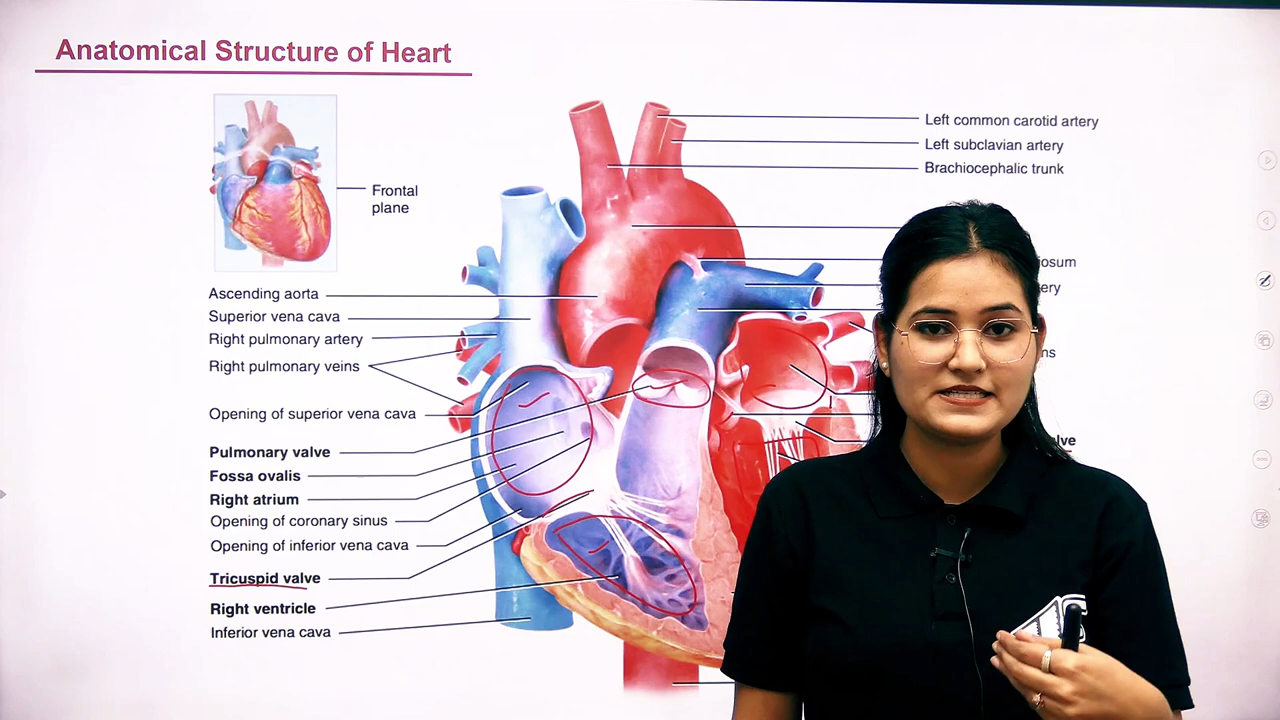 Anatomical Structure of Heart
Frontal
plane
Left common carotid artery
Left subclavian artery
Brachiocephalic trunk
Ascending aorta
Superior vena cava
Right pulmonary artery
Right pulmonary veins
Opening of superior vena cava
Pulmonary valve
Fossa ovalis
Right atrium
Opening of coronary sinus
Opening of inferior vena cava
Tricuspid valve
Right ventricle
Inferior vena cava